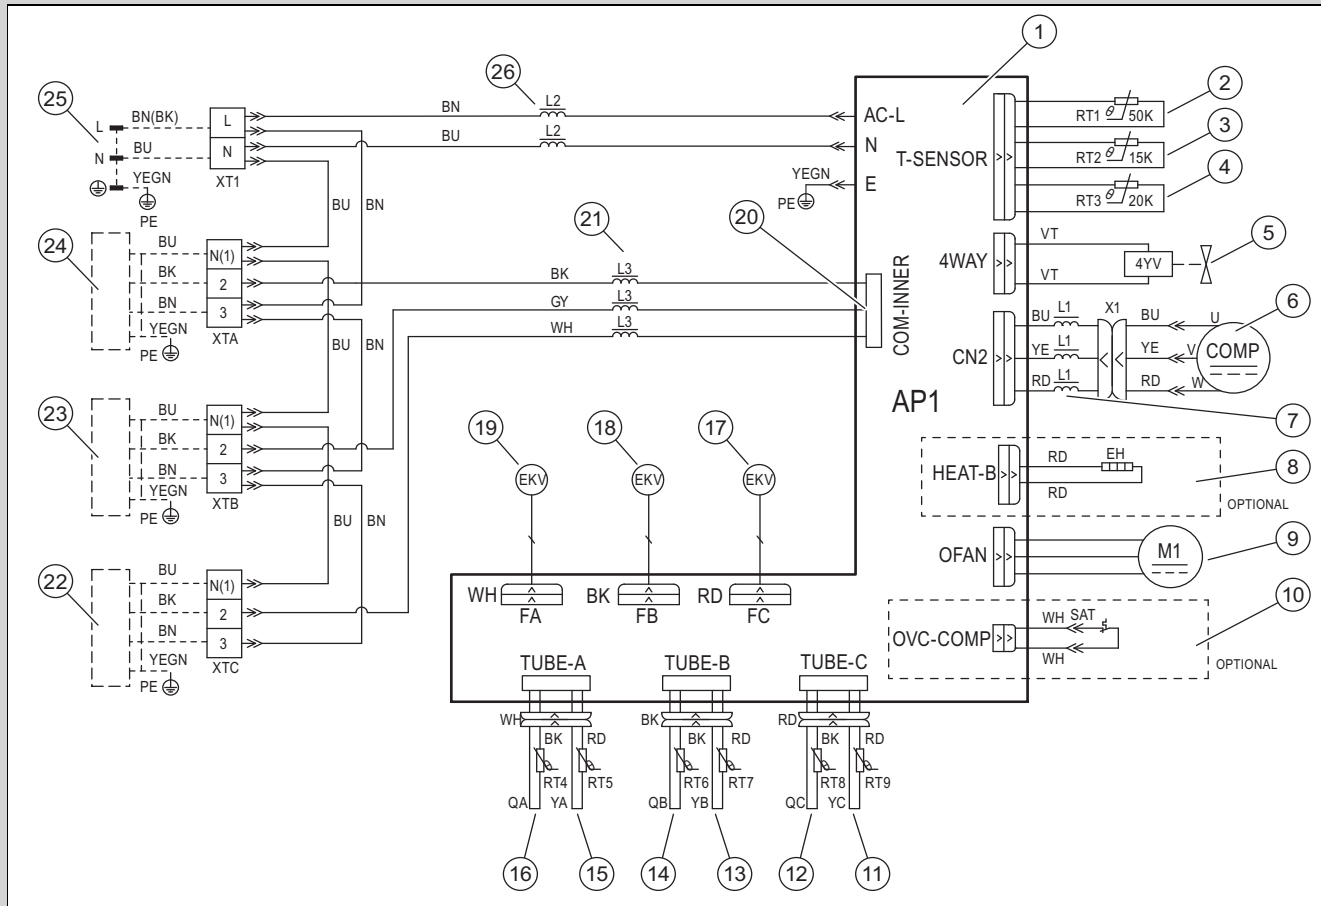 1
26
2
25
L2
BN(BK)
BN
L
L
AC-L
RT1
50K
L2
3
BU
BU
N
N
N
T-SENSOR
RT2
15K
YEGN
XT1
YEGN
E
4
PE
PE
RT3
20K
BU
BN
20
21
24
BU
N(1)
VT
5
4WAY
4YV
BK
2
BK
L3
VT
BN
3
GY
L3
COM-INNER
BU
L1
X1
BU
U
6
YEGN
XTA
WH
L3
L1
PE
BU
BN
CN2
YE
YE
V
COMP
L1
RD
RD
W
AP1
23
BU
N(1)
7
19
18
17
BK
2
BN
3
EKV
EKV
EKV
HEAT-B
RD
EH
8
YEGN
XTB
RD
OPTIONAL
PE
BU
BN
OFAN
M1
9
22
BU
N(1)
BK
2
WH
BK
RD
10
FA
FB
FC
WH
SAT
BN
3
OVC-COMP
WH
YEGN
XTC
TUBE-A
TUBE-B
TUBE-C
OPTIONAL
PE
WH
BK
RD
BK
RD
BK
RD
BK
RD
RT4
RT5
RT6
RT7
RT8
RT9
QA
YA
QB
YB
QC
YC
16
15
14
13
12
11